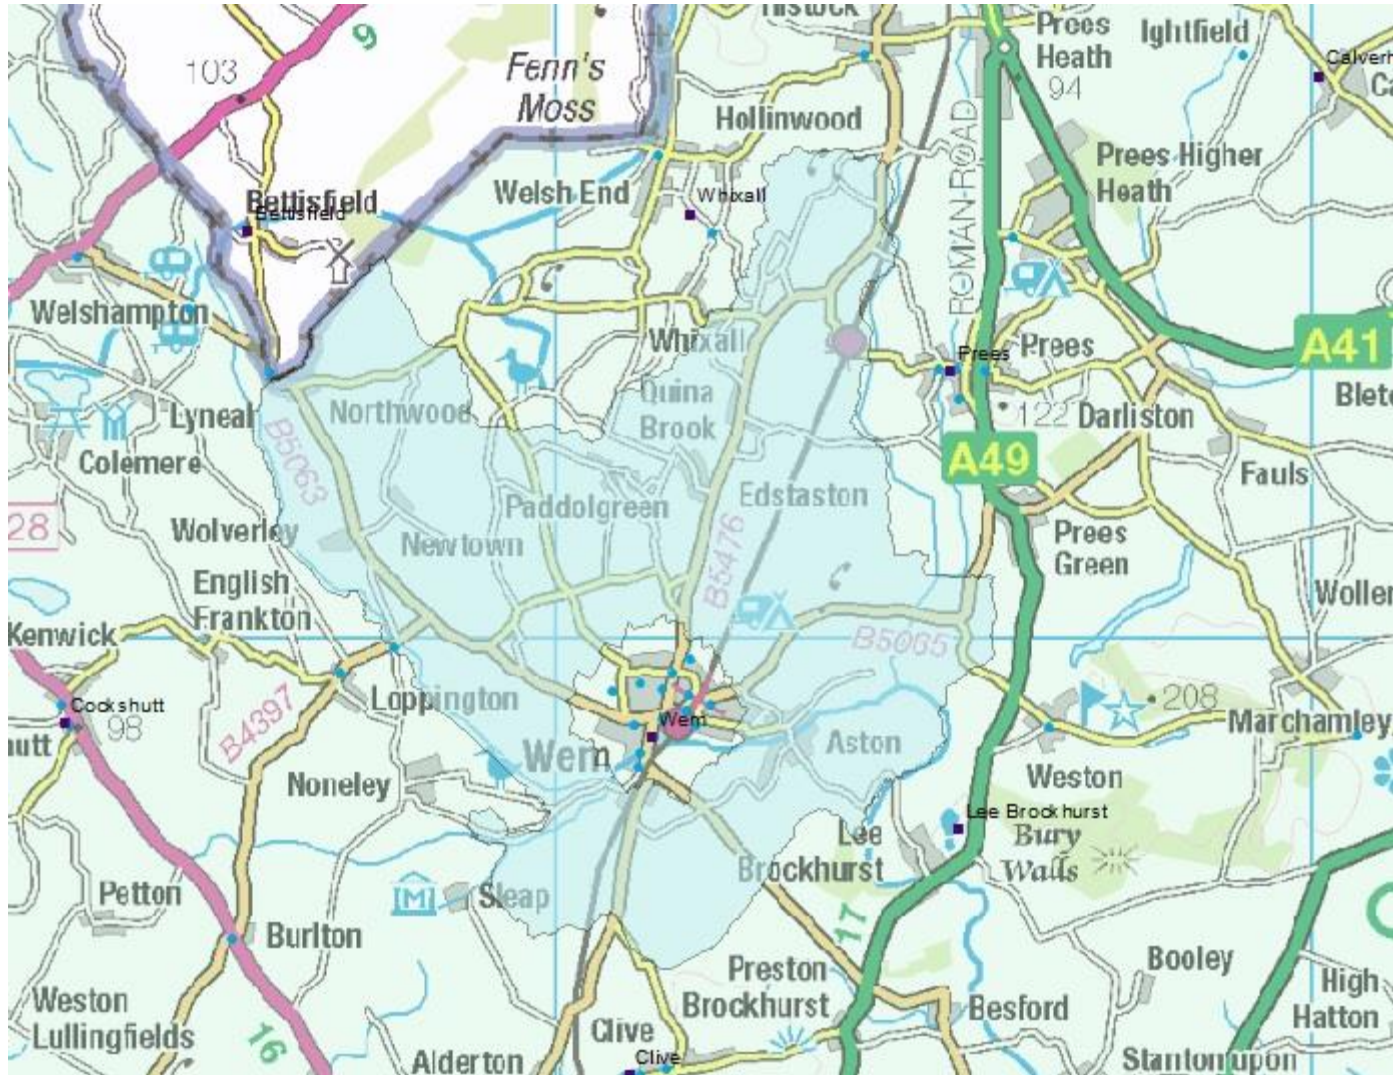 Tilstock
Prees
Heath
Ightfield
9
103
Fenn's
Moss
94
Hollinwood
ROMAN ROAD
Prees Higher
Heath
Bettisfield
Bettisfield
Welsh End
Whixall
Welshampton
Whixall
Prees
Prees
A41
Quina
Brook
Northwood
Lyneal
B5063
122
Darliston
Colemere
A49
Fauls
28
Wolverley
Paddolgreen
Edstaston
Newtown
B5476
Prees
Green
English
Frankton
Kenwick
B5065
Loppington
Cockshutt
98
B4397
208
Marchamley
Wem
Wem
Aston
Noneley
Weston
Lee Brockhurst
Lee
Brockhurst
Bury
Walls
Petton
M
Sleap
Burlton
17
Preston
Brockhurst
Booley
Besford
High
Hatton
Weston
Lullingfields
16
Clive
Clive
Alderton
Stanton upon